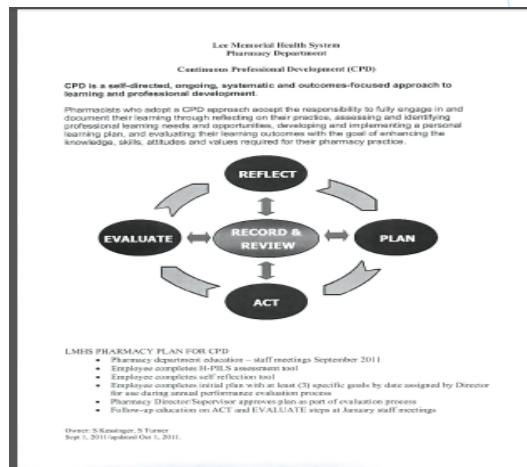 Lee Memorial Health System
Pharmacy Department
Continuous Professional Development (CPD)
CPD is a self-directed, ongoing, systematic and outcomes-focused approach to
learning and professional development.
Pharmacists who adopt a CPD approach accept the responsibility to fully engage in and
document their learning through reflecting on their practice, assessing and identifying
professional learning needs and opportunities, developing and implementing a personal
learning plan, and evaluating their learning outcomes with the goal of enhancing the
knowledge, skills, attitudes and values required for their pharmacy practice.
REFLECT
EVALUATE
RECORD &
REVIEW
PLAN
ACT
LMHS PHARMACY PLAN FOR CPD
• Pharmacy department education – staff meetings September 2011
• Employee completes H-PILS assessment tool
• Employee completes self reflection tool
• Employee completes initial plan with at least (3) specific goals by date assigned by Director
for use during annual performance evaluation process
• Pharmacy Director/Supervisor approves plan as part of evaluation process
• Follow-up education on ACT and EVALUATE steps at January staff meetings
Owner: S Kessinger, S Turner
Sept 1, 2011/updated Oct 1, 2011.